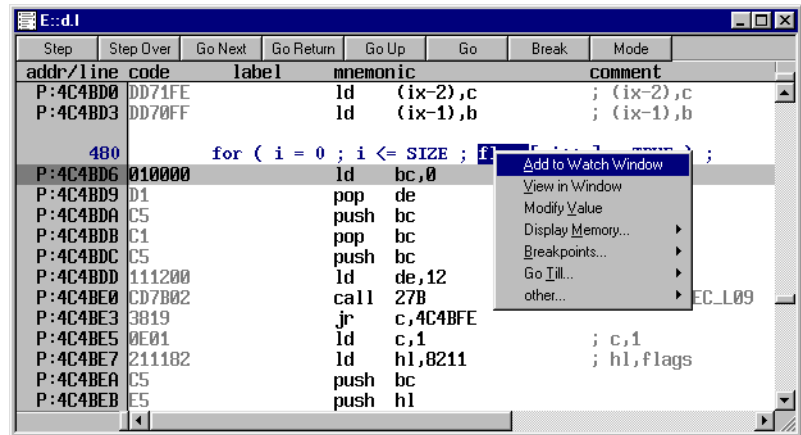 E::d.l
Step Step Over Go Next Go Return Go Up Go Break Mode
addr/line code label mnemonic comment
P:4C4BD0 DD71FE ld (ix-2),c ; (ix-2),c
P:4C4BD3 DD70FF ld (ix-1),b ; (ix-1),b
480 for ( i = 0 ; i <= SIZE ; ) ;
P:4C4BD6 010000 ld bc,0
P:4C4BD9 D1 pop de
P:4C4BDA C5 push bc
P:4C4BDB C1 pop bc
P:4C4BDC C5 push bc
P:4C4BDD 111200 ld de,12
P:4C4BE0 CD7B02 call 27B EC_L09
P:4C4BE3 3819 jr c,4C4BFE
P:4C4BE5 0E01 ld c,1 ; c,1
P:4C4BE7 211182 ld hl,8211 ; hl,flags
P:4C4BEA C5 push bc
P:4C4BEB E5 push hl
Add to Watch Window
View in Window
Modify Value
Display Memory...
Breakpoints...
Go Till...
other...